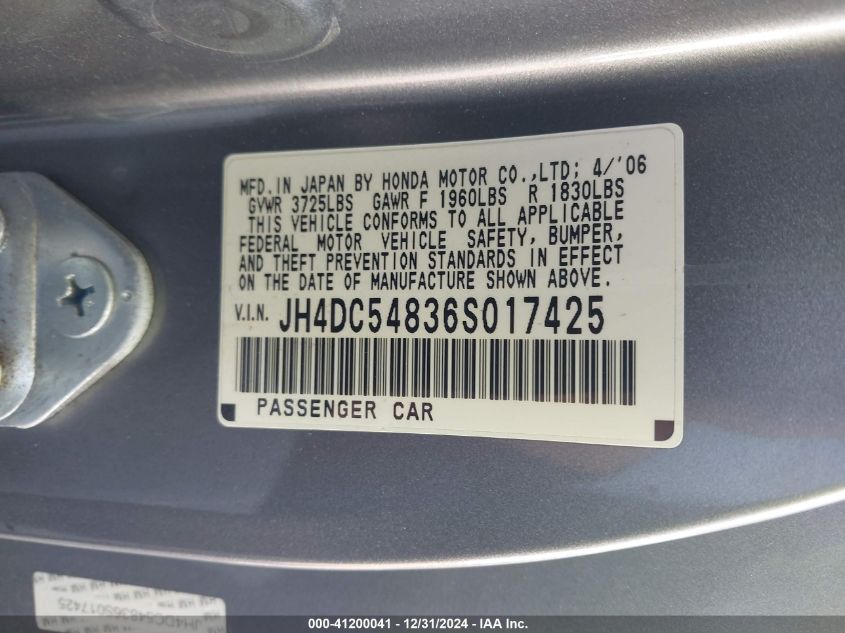 MFD. IN JAPAN BY HONDA MOTOR CO.,LTD; 4/'06
GVWR 3725LBS GAWR F 1960LBS R 1830LBS
THIS VEHICLE CONFORMS TO ALL APPLICABLE
FEDERAL MOTOR VEHICLE SAFETY, BUMPER,
AND THEFT PREVENTION STANDARDS IN EFFECT
ON THE DATE OF MANUFACTURE SHOWN ABOVE.
V.I.N. JH4DC54836S017425
PASSENGER CAR
JH4DC54836S017425
000-41200041 - 12/31/2024 - IAA Inc.